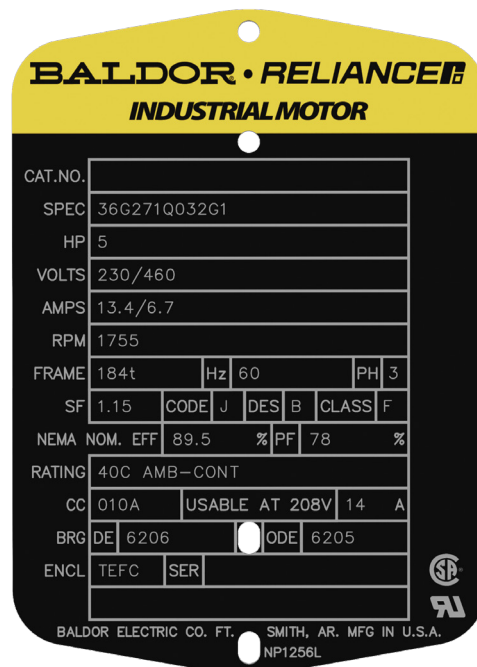 BALDOR • RELIANCE
INDUSTRIAL MOTOR
CAT.NO.
SPEC 36G271Q032G1
HP 5
VOLTS 230/460
AMPS 13.4/6.7
RPM 1755
FRAME 184t Hz 60 PH 3
SF 1.15 CODE J DES B CLASS F
NEMA NOM. EFF 89.5 % PF 78 %
RATING 40C AMB-CONT
CC 010A USABLE AT 208V 14 A
BRG DE 6206 ODE 6205
ENCL TEFC SER
BALDOR ELECTRIC CO. FT. SMITH, AR. MFG IN U.S.A.
NP1256L